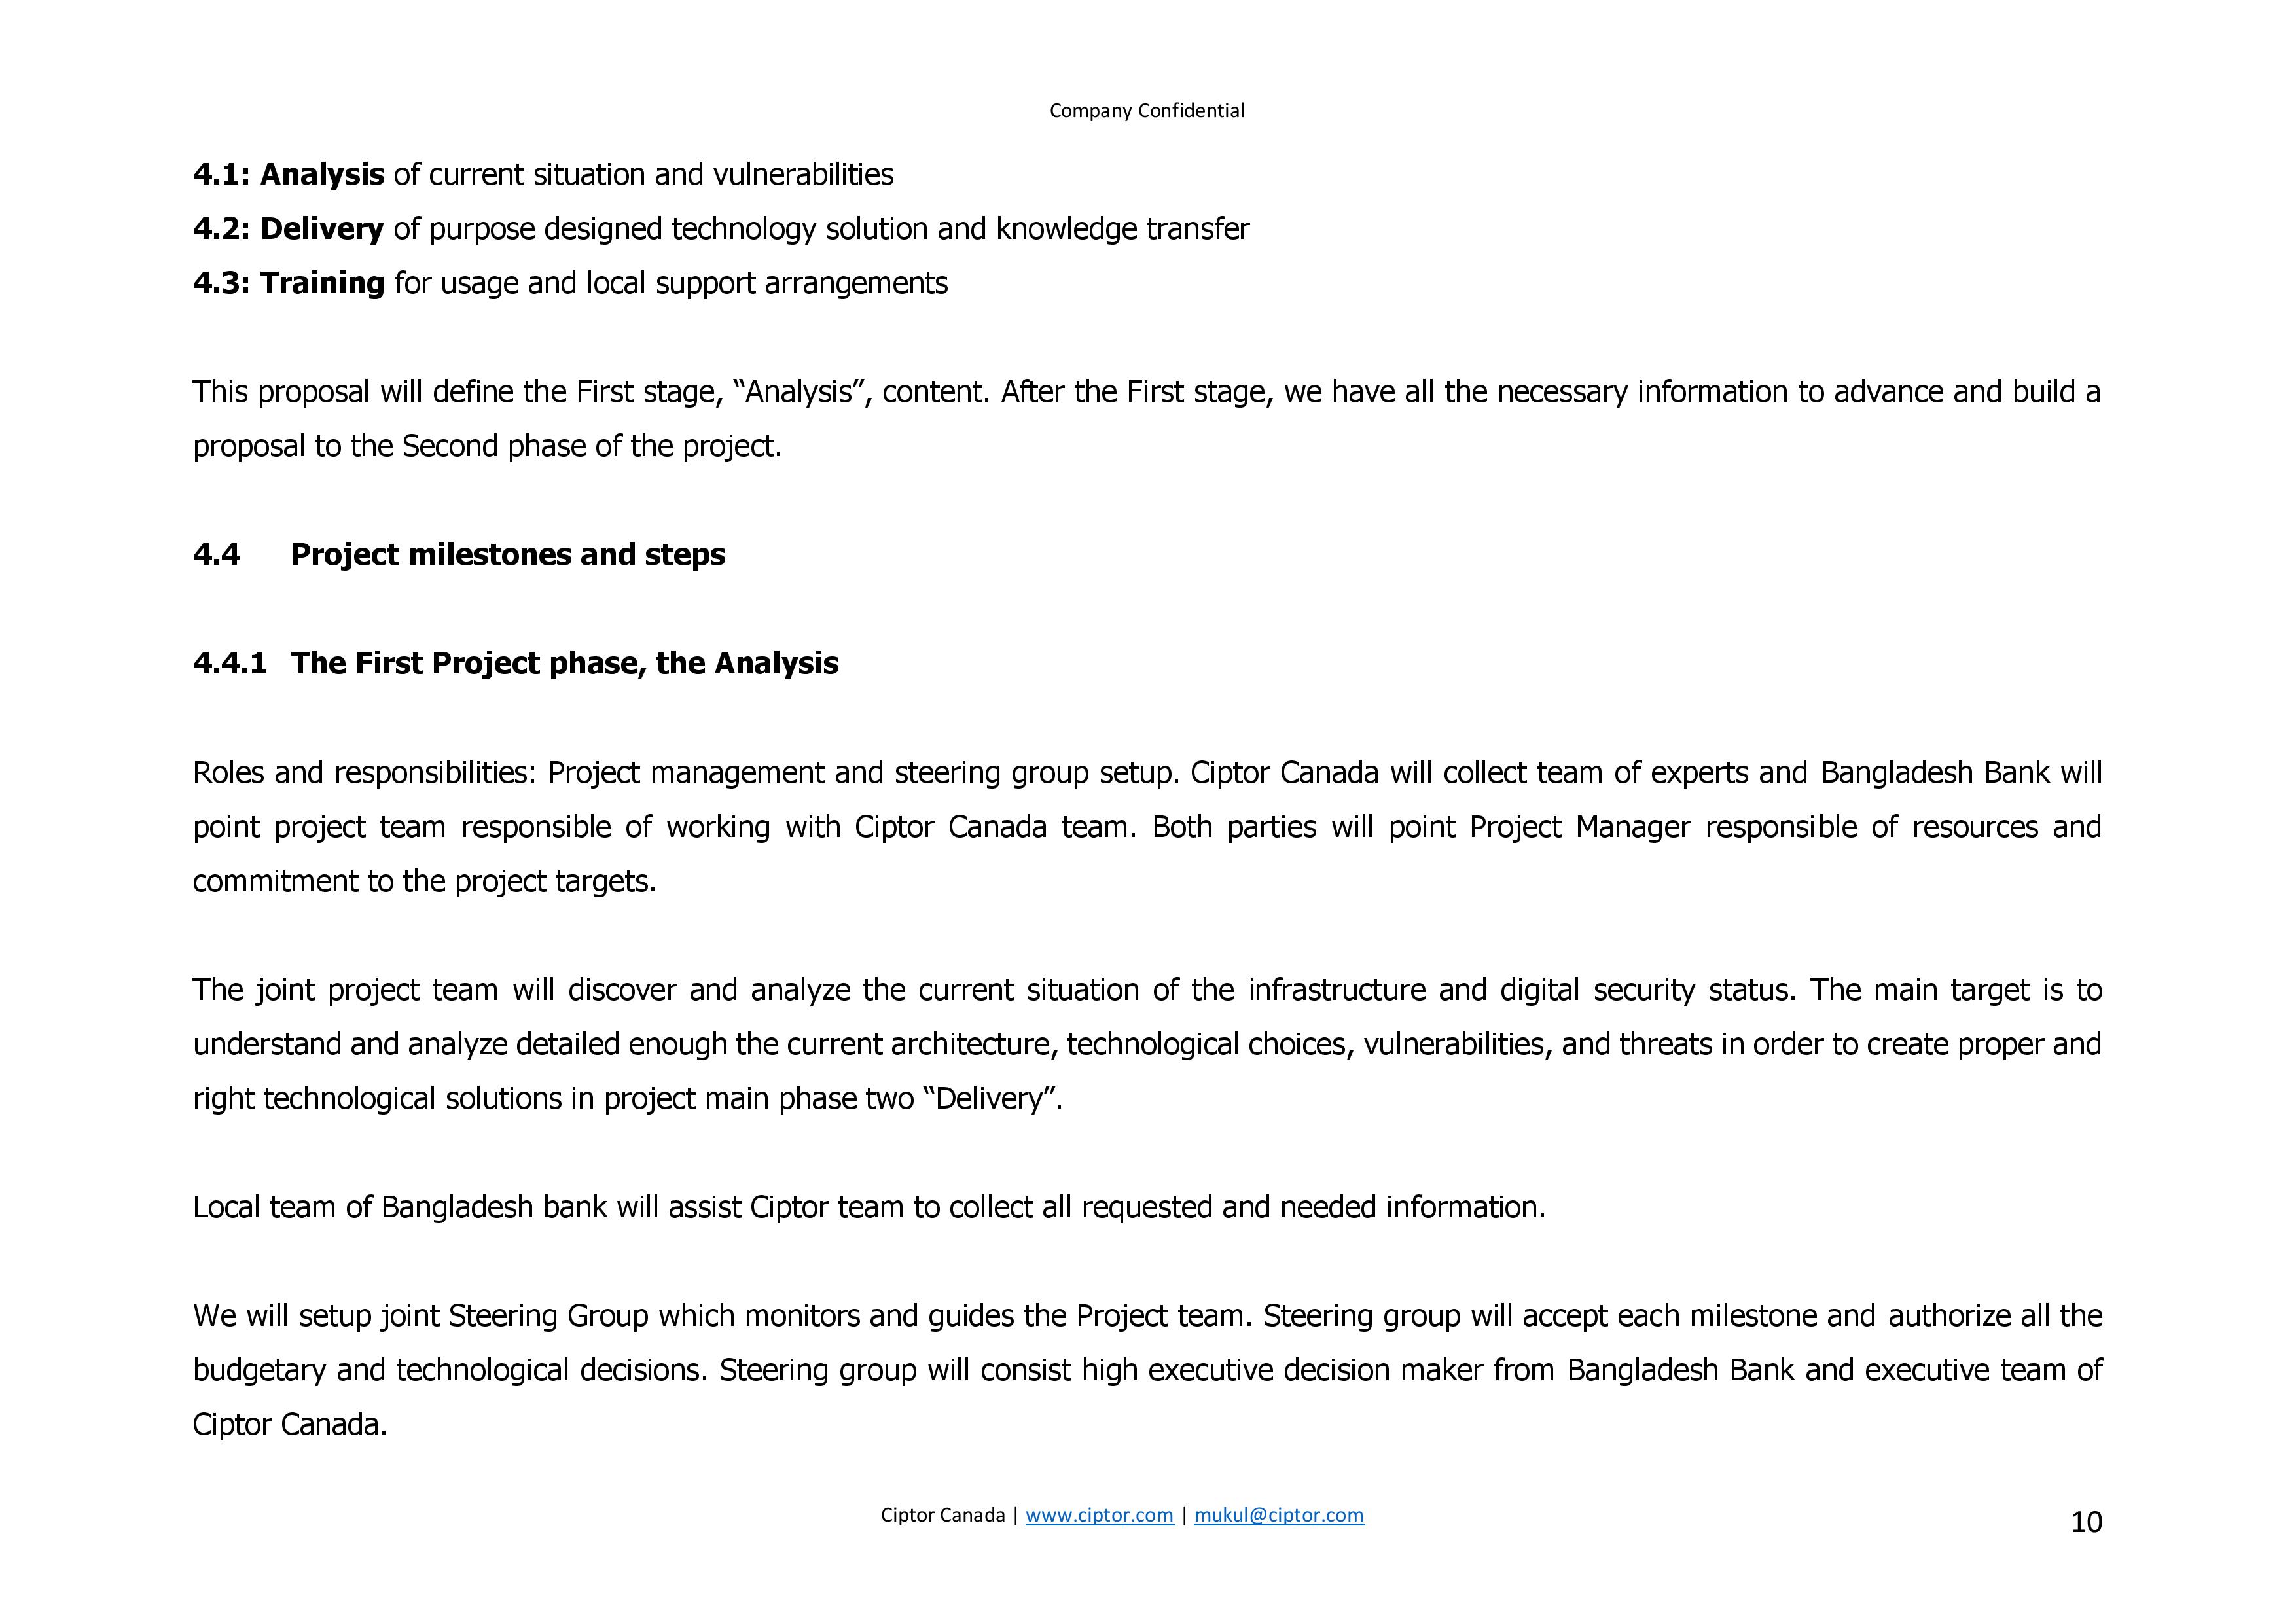 Company Confidential
4.1: Analysis of current situation and vulnerabilities
4.2: Delivery of purpose designed technology solution and knowledge transfer
4.3: Training for usage and local support arrangements
This proposal will define the First stage, “Analysis”, content. After the First stage, we have all the necessary information to advance and build a
proposal to the Second phase of the project.
4.4 Project milestones and steps
4.4.1 The First Project phase, the Analysis
Roles and responsibilities: Project management and steering group setup. Ciptor Canada will collect team of experts and Bangladesh Bank will
point project team responsible of working with Ciptor Canada team. Both parties will point Project Manager responsible of resources and
commitment to the project targets.
The joint project team will discover and analyze the current situation of the infrastructure and digital security status. The main target is to
understand and analyze detailed enough the current architecture, technological choices, vulnerabilities, and threats in order to create proper and
right technological solutions in project main phase two “Delivery”.
Local team of Bangladesh bank will assist Ciptor team to collect all requested and needed information.
We will setup joint Steering Group which monitors and guides the Project team. Steering group will accept each milestone and authorize all the
budgetary and technological decisions. Steering group will consist high executive decision maker from Bangladesh Bank and executive team of
Ciptor Canada.
Ciptor Canada | www.ciptor.com | mukul@ciptor.com
10